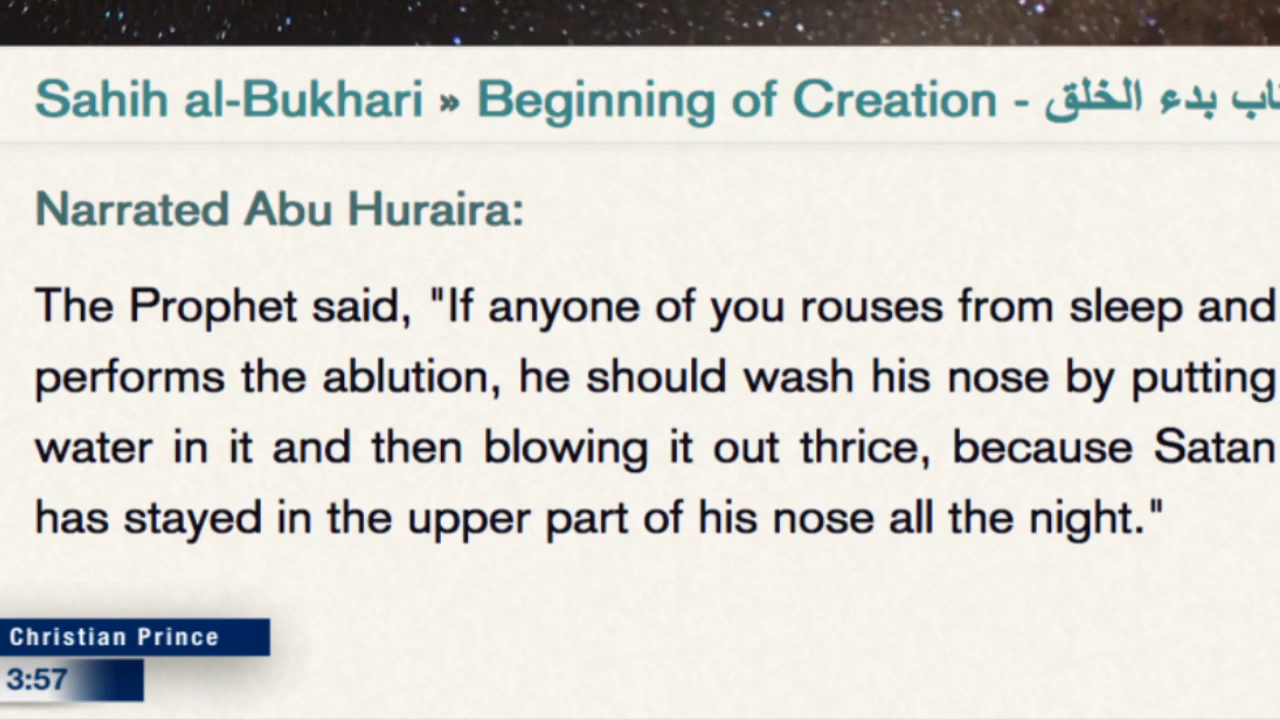 Sahih al-Bukhari » Beginning of Creation - بدء الخلق
Narrated Abu Huraira:
The Prophet said, "If anyone of you rouses from sleep and
performs the ablution, he should wash his nose by putting
water in it and then blowing it out thrice, because Satan
has stayed in the upper part of his nose all the night."
Christian Prince
3:57